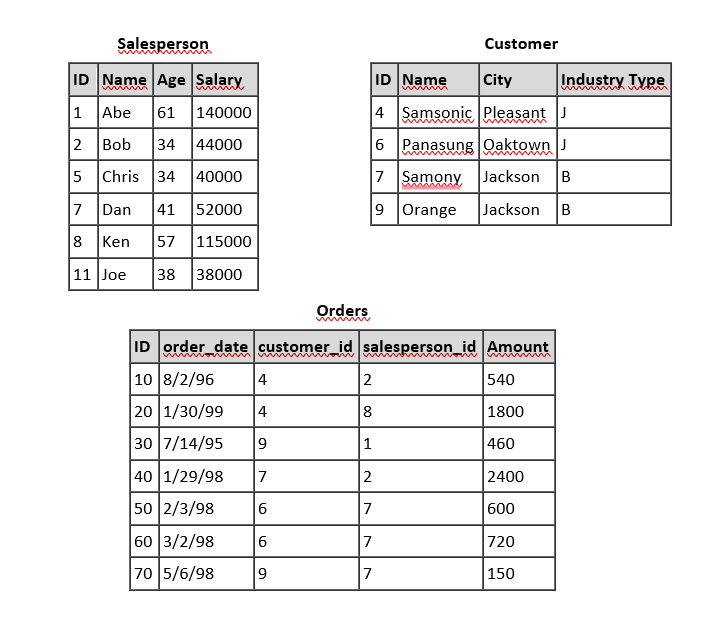 Salesperson
ID Name Age Salary
1 Abe 61 140000
2 Bob 34 44000
5 Chris 34 40000
7 Dan 41 52000
8 Ken 57 115000
11 Joe 38 38000
Customer
ID Name City Industry Type
4 Samsonic Pleasant J
6 Panasung Oaktown J
7 Samony Jackson B
9 Orange Jackson B
Orders
ID order_date customer_id salesperson_id Amount
10 8/2/96 4 2 540
20 1/30/99 4 8 1800
30 7/14/95 9 1 460
40 1/29/98 7 2 2400
50 2/3/98 6 7 600
60 3/2/98 6 7 720
70 5/6/98 9 7 150